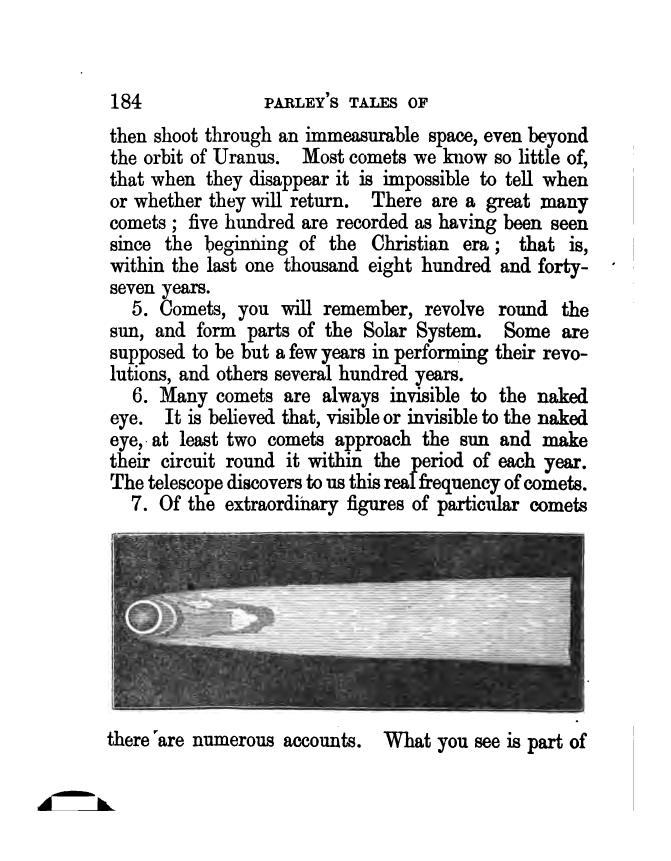 184 PARLEY'S TALES OF
then shoot through an immeasurable space, even beyond
the orbit of Uranus. Most comets we know so little of,
that when they disappear it is impossible to tell when
or whether they will return. There are a great many
comets ; five hundred are recorded as having been seen
since the beginning of the Christian era ; that is,
within the last one thousand eight hundred and forty-
seven years.
5. Comets, you will remember, revolve round the
sun, and form parts of the Solar System. Some are
supposed to be but a few years in performing their revo-
lutions, and others several hundred years.
6. Many comets are always invisible to the naked
eye. It is believed that, visible or invisible to the naked
eye, at least two comets approach the sun and make
their circuit round it within the period of each year.
The telescope discovers to us this real frequency of comets.
7. Of the extraordinary figures of particular comets
there are numerous accounts. What you see is part of